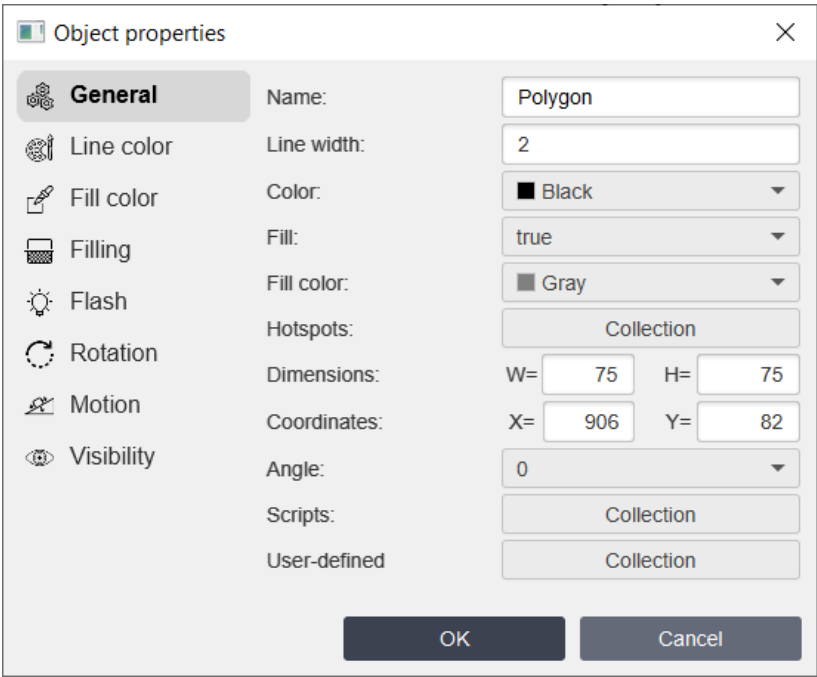 Object properties
General
Line color
Fill color
Filling
Flash
Rotation
Motion
Visibility
Name: Polygon
Line width: 2
Color: Black
Fill: true
Fill color: Gray
Hotspots: Collection
Dimensions: W= 75 H= 75
Coordinates: X= 906 Y= 82
Angle: 0
Scripts: Collection
User-defined Collection
OK Cancel